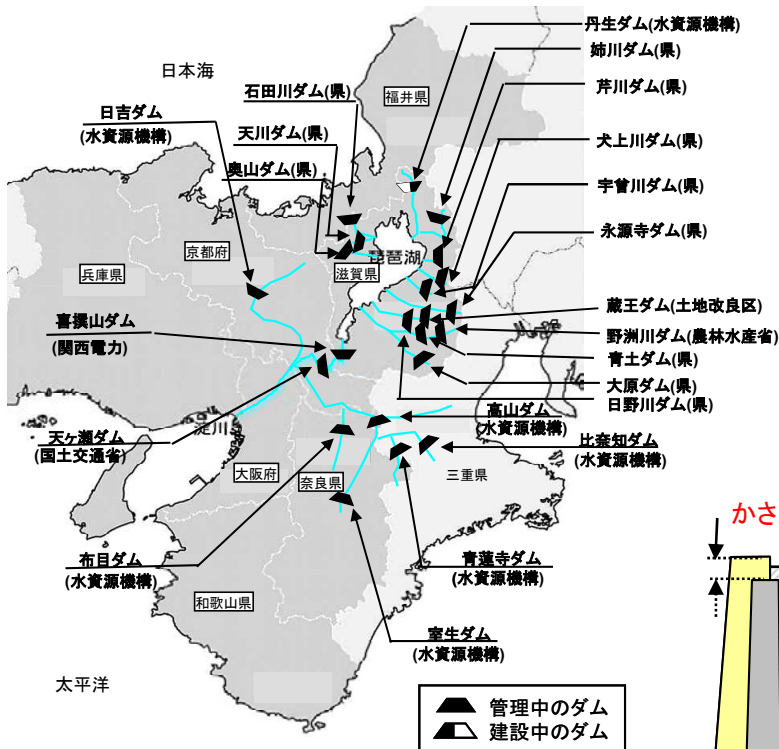 丹生ダム(水資源機構)
姉川ダム(県)
日本海
石田川ダム(県)
福井県
芹川ダム(県)
日吉ダム
(水資源機構)
天川ダム(県)
犬上川ダム(県)
奥山ダム(県)
宇曽川ダム(県)
永源寺ダム(県)
京都府
琵琶湖
滋賀県
兵庫県
蔵王ダム(土地改良区)
喜撰山ダム
(関西電力)
野洲川ダム(農林水産省)
青土ダム(県)
大原ダム(県)
日野川ダム(県)
高山ダム
(水資源機構)
淀川
天ヶ瀬ダム
(国土交通省)
比奈知ダム
(水資源機構)
大阪府
奈良県
三重県
かさ
布目ダム
(水資源機構)
青蓮寺ダム
(水資源機構)
和歌山県
室生ダム
(水資源機構)
太平洋
管理中のダム
建設中のダム